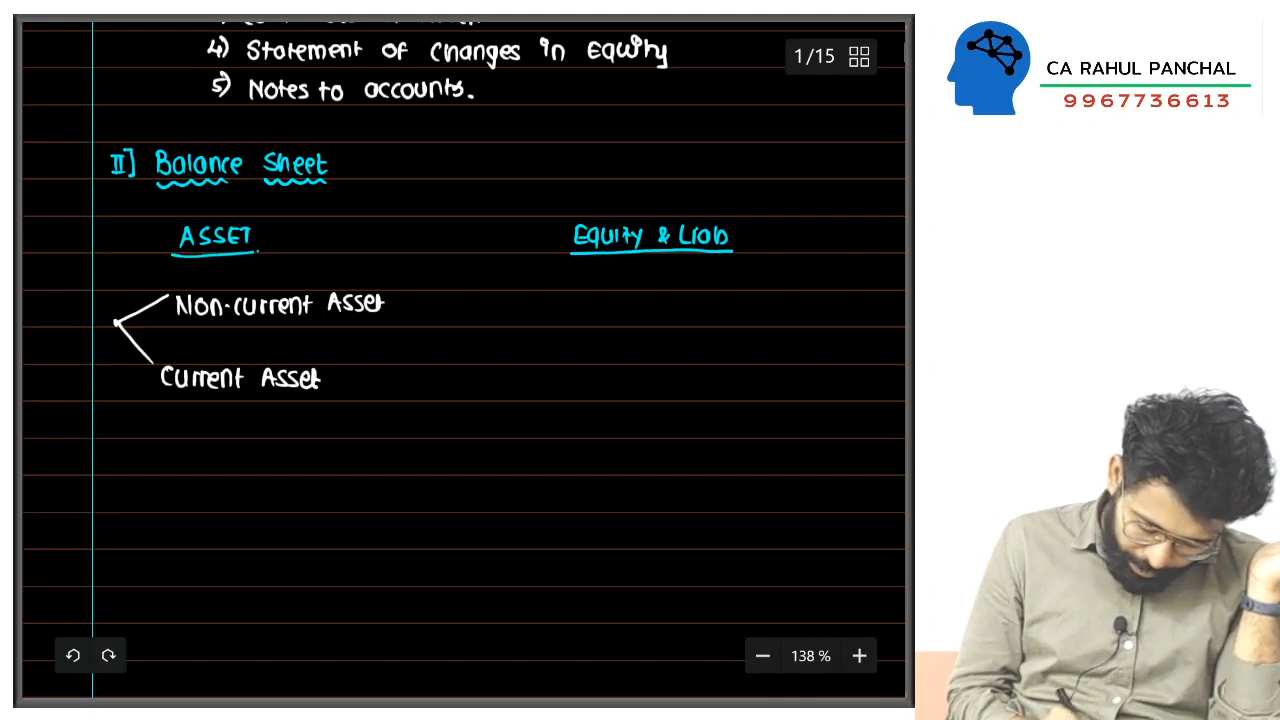 4) Statement of changes in Equity
5) Notes to accounts.
1/15
CA RAHUL PANCHAL
9967736613
II] Balance Sheet
ASSET
Equity & Liab
Non-current Asset
Current Asset
138 %